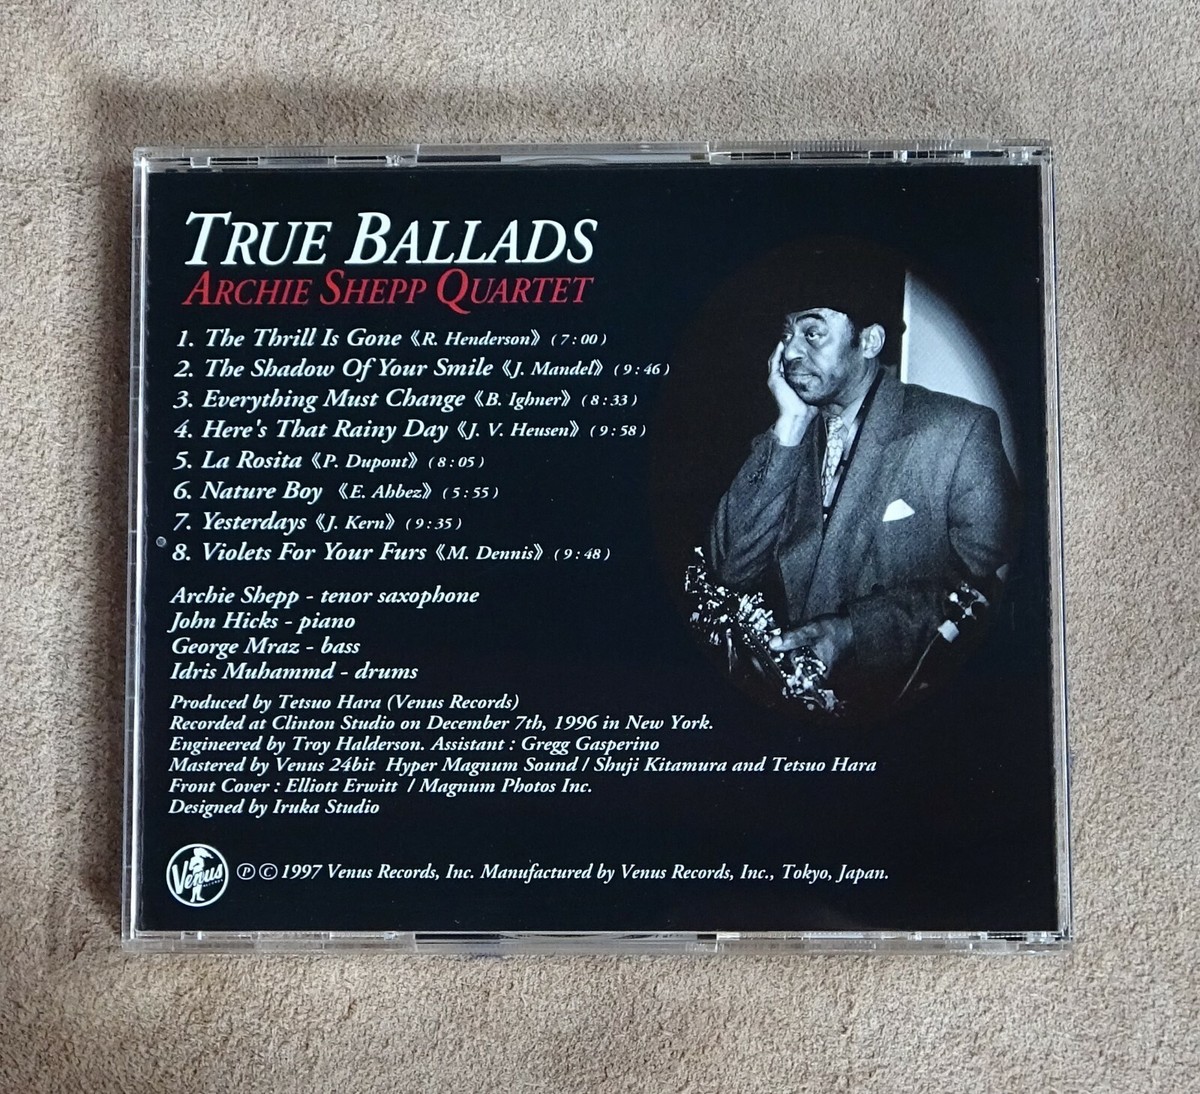 TRUE BALLADS
ARCHIE SHEPP QUARTET
1. The Thrill Is Gone《R. Henderson》(7:00)
2. The Shadow Of Your Smile《J. Mandel》(9:46)
3. Everything Must Change《B. Ighner》(8:33)
4. Here's That Rainy Day《J. V. Heusen》(9:58)
5. La Rosita《P. Dupont》(8:05)
6. Nature Boy《E. Ahbez》(5:55)
7. Yesterdays《J. Kern》(9:35)
8. Violets For Your Furs《M. Dennis》(9:48)
Archie Shepp - tenor saxophone
John Hicks - piano
George Mraz - bass
Idris Muhammd - drums
Produced by Tetsuo Hara (Venus Records)
Recorded at Clinton Studio on December 7th, 1996 in New York.
Engineered by Troy Halderson. Assistant : Gregg Gasperino
Mastered by Venus 24bit Hyper Magnum Sound / Shuji Kitamura and Tetsuo Hara
Front Cover : Elliott Erwitt / Magnum Photos Inc.
Designed by Iruka Studio
Venus RECORDS
℗ © 1997 Venus Records, Inc. Manufactured by Venus Records, Inc., Tokyo, Japan.